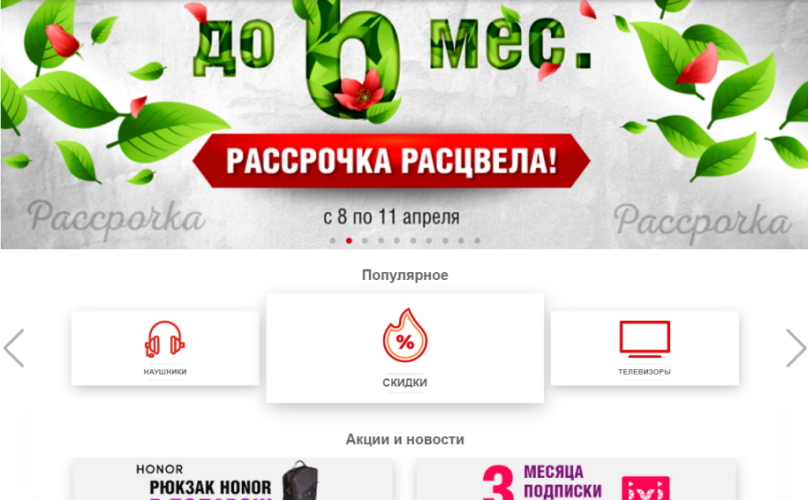 до 6 мес.
РАССРОЧКА РАСЦВЕЛА!
Рассрочка
с 8 по 11 апреля
Рассрочка
Популярное
НАУШНИКИ
%
СКИДКИ
ТЕЛЕВИЗОРЫ
Акции и новости
HONOR
РЮКЗАК HONOR
В ПОДАРОК!
3
МЕСЯЦА
ПОДПИСКИ